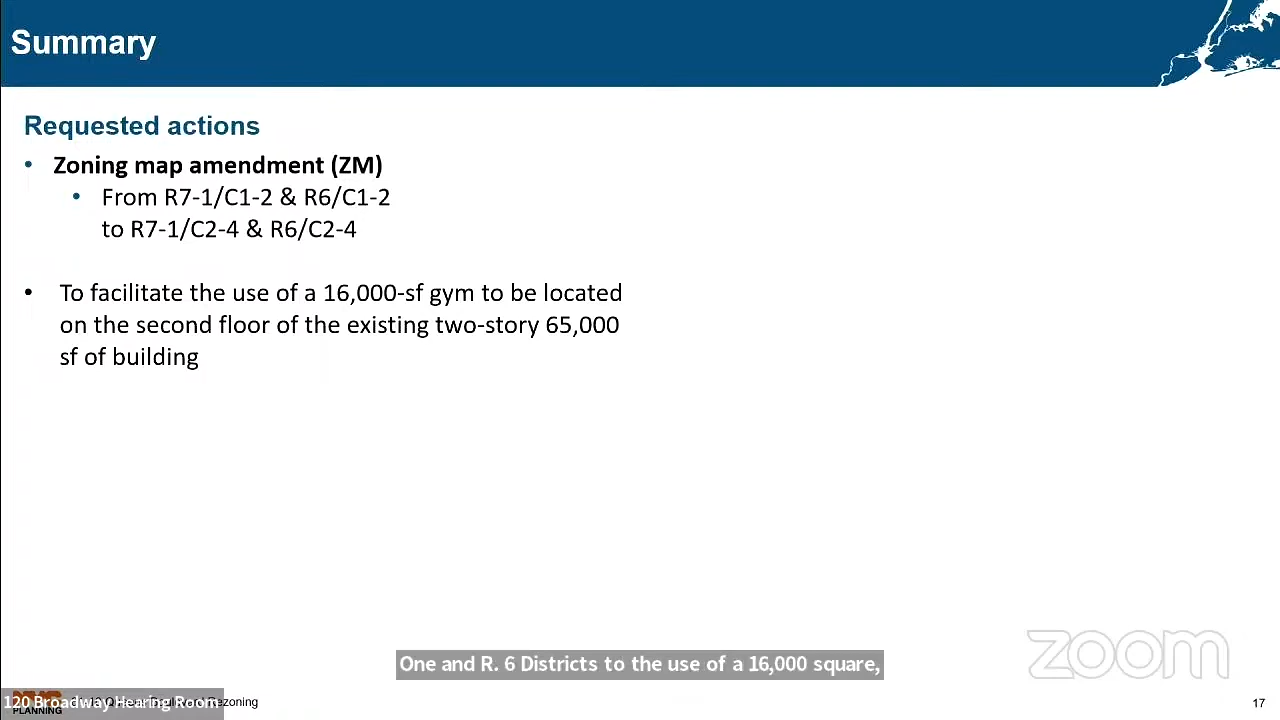 Summary
Requested actions
• Zoning map amendment (ZM)
• From R7-1/C1-2 & R6/C1-2
to R7-1/C2-4 & R6/C2-4
• To facilitate the use of a 16,000-sf gym to be located
on the second floor of the existing two-story 65,000
sf of building
One and R. 6 Districts to the use of a 16,000 square,
zoom
120 Broadway Hearing Room
PLANNING
17